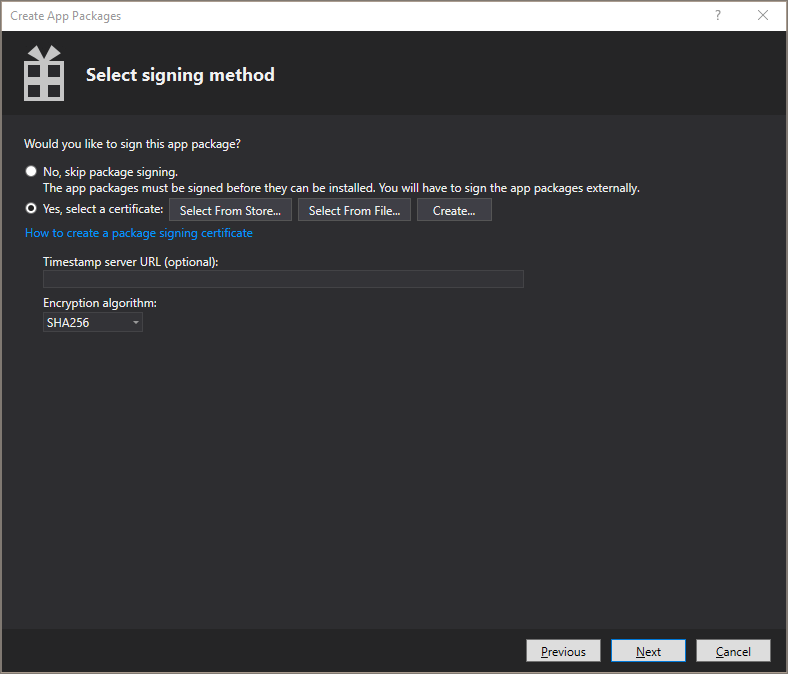 Create App Packages
?
Select signing method
Would you like to sign this app package?
No, skip package signing.
The app packages must be signed before they can be installed. You will have to sign the app packages externally.
Yes, select a certificate: Select From Store... Select From File... Create...
How to create a package signing certificate
Timestamp server URL (optional):
Encryption algorithm:
SHA256
Previous Next Cancel